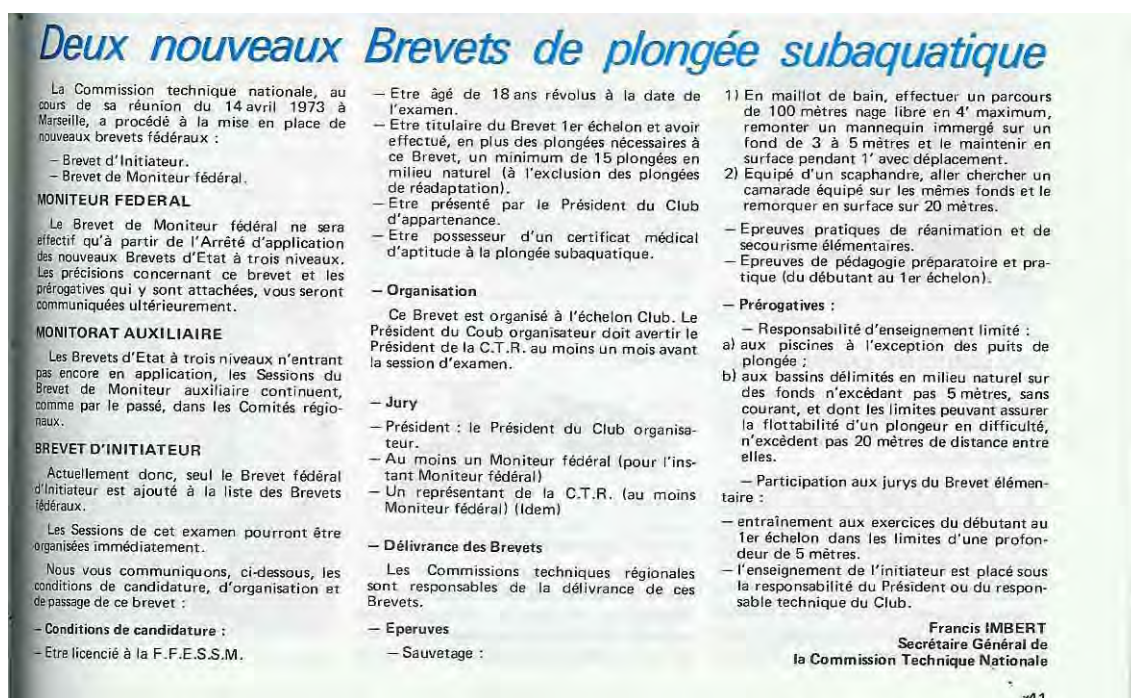 Deux nouveaux Brevets de plongée subaquatique
La Commission technique nationale, au
cours de sa réunion du 14 avril 1973 à
Marseille, a procédé à la mise en place de
nouveaux brevets fédéraux :
– Brevet d'Initiateur.
– Brevet de Moniteur fédéral.
MONITEUR FEDERAL
Le Brevet de Moniteur fédéral ne sera
effectif qu'à partir de l'Arrêté d'application
des nouveaux Brevets d'Etat à trois niveaux.
Les précisions concernant ce brevet et les
prérogatives qui y sont attachées, vous seront
communiquées ultérieurement.
MONITORAT AUXILIAIRE
Les Brevets d'Etat à trois niveaux n'entrant
pas encore en application, les Sessions du
Brevet de Moniteur auxiliaire continuent,
comme par le passé, dans les Comités régio-
naux.
BREVET D'INITIATEUR
Actuellement donc, seul le Brevet fédéral
d'Initiateur est ajouté à la liste des Brevets
fédéraux.
Les Sessions de cet examen pourront être
organisées immédiatement.
Nous vous communiquons, ci-dessous, les
conditions de candidature, d'organisation et
de passage de ce brevet :
– Conditions de candidature :
– Etre licencié à la F.F.E.S.S.M.
– Etre âgé de 18 ans révolus à la date de
l'examen.
– Etre titulaire du Brevet 1er échelon et avoir
effectué, en plus des plongées nécessaires à
ce Brevet, un minimum de 15 plongées en
milieu naturel (à l'exclusion des plongées
de réadaptation).
– Etre présenté par le Président du Club
d'appartenance.
– Etre possesseur d'un certificat médical
d'aptitude à la plongée subaquatique.
– Organisation
Ce Brevet est organisé à l'échelon Club. Le
Président du Coub organisateur doit avertir le
Président de la C.T.R. au moins un mois avant
la session d'examen.
– Jury
– Président : le Président du Club organisa-
teur.
– Au moins un Moniteur fédéral (pour l'ins-
tant Moniteur fédéral)
– Un représentant de la C.T.R. (au moins
Moniteur fédéral) (Idem)
– Délivrance des Brevets
Les Commissions techniques régionales
sont responsables de la délivrance de ces
Brevets.
– Eperuves
– Sauvetage :
1) En maillot de bain, effectuer un parcours
de 100 mètres nage libre en 4' maximum,
remonter un mannequin immergé sur un
fond de 3 à 5 mètres et le maintenir en
surface pendant 1' avec déplacement.
2) Equipé d'un scaphandre, aller chercher un
camarade équipé sur les mêmes fonds et le
remorquer en surface sur 20 mètres.
– Epreuves pratiques de réanimation et de
secourisme élémentaires.
– Epreuves de pédagogie préparatoire et pra-
tique (du débutant au 1er échelon).
– Prérogatives :
– Responsabilité d'enseignement limité :
a) aux piscines à l'exception des puits de
plongée ;
b) aux bassins délimités en milieu naturel sur
des fonds n'excédant pas 5 mètres, sans
courant, et dont les limites peuvant assurer
la flottabilité d'un plongeur en difficulté,
n'excèdent pas 20 mètres de distance entre
elles.
– Participation aux jurys du Brevet élémen-
taire :
– entraînement aux exercices du débutant au
1er échelon dans les limites d'une profon-
deur de 5 mètres.
– l'enseignement de l'initiateur est placé sous
la responsabilité du Président ou du respon-
sable technique du Club.
Francis IMBERT
Secrétaire Général de
la Commission Technique Nationale